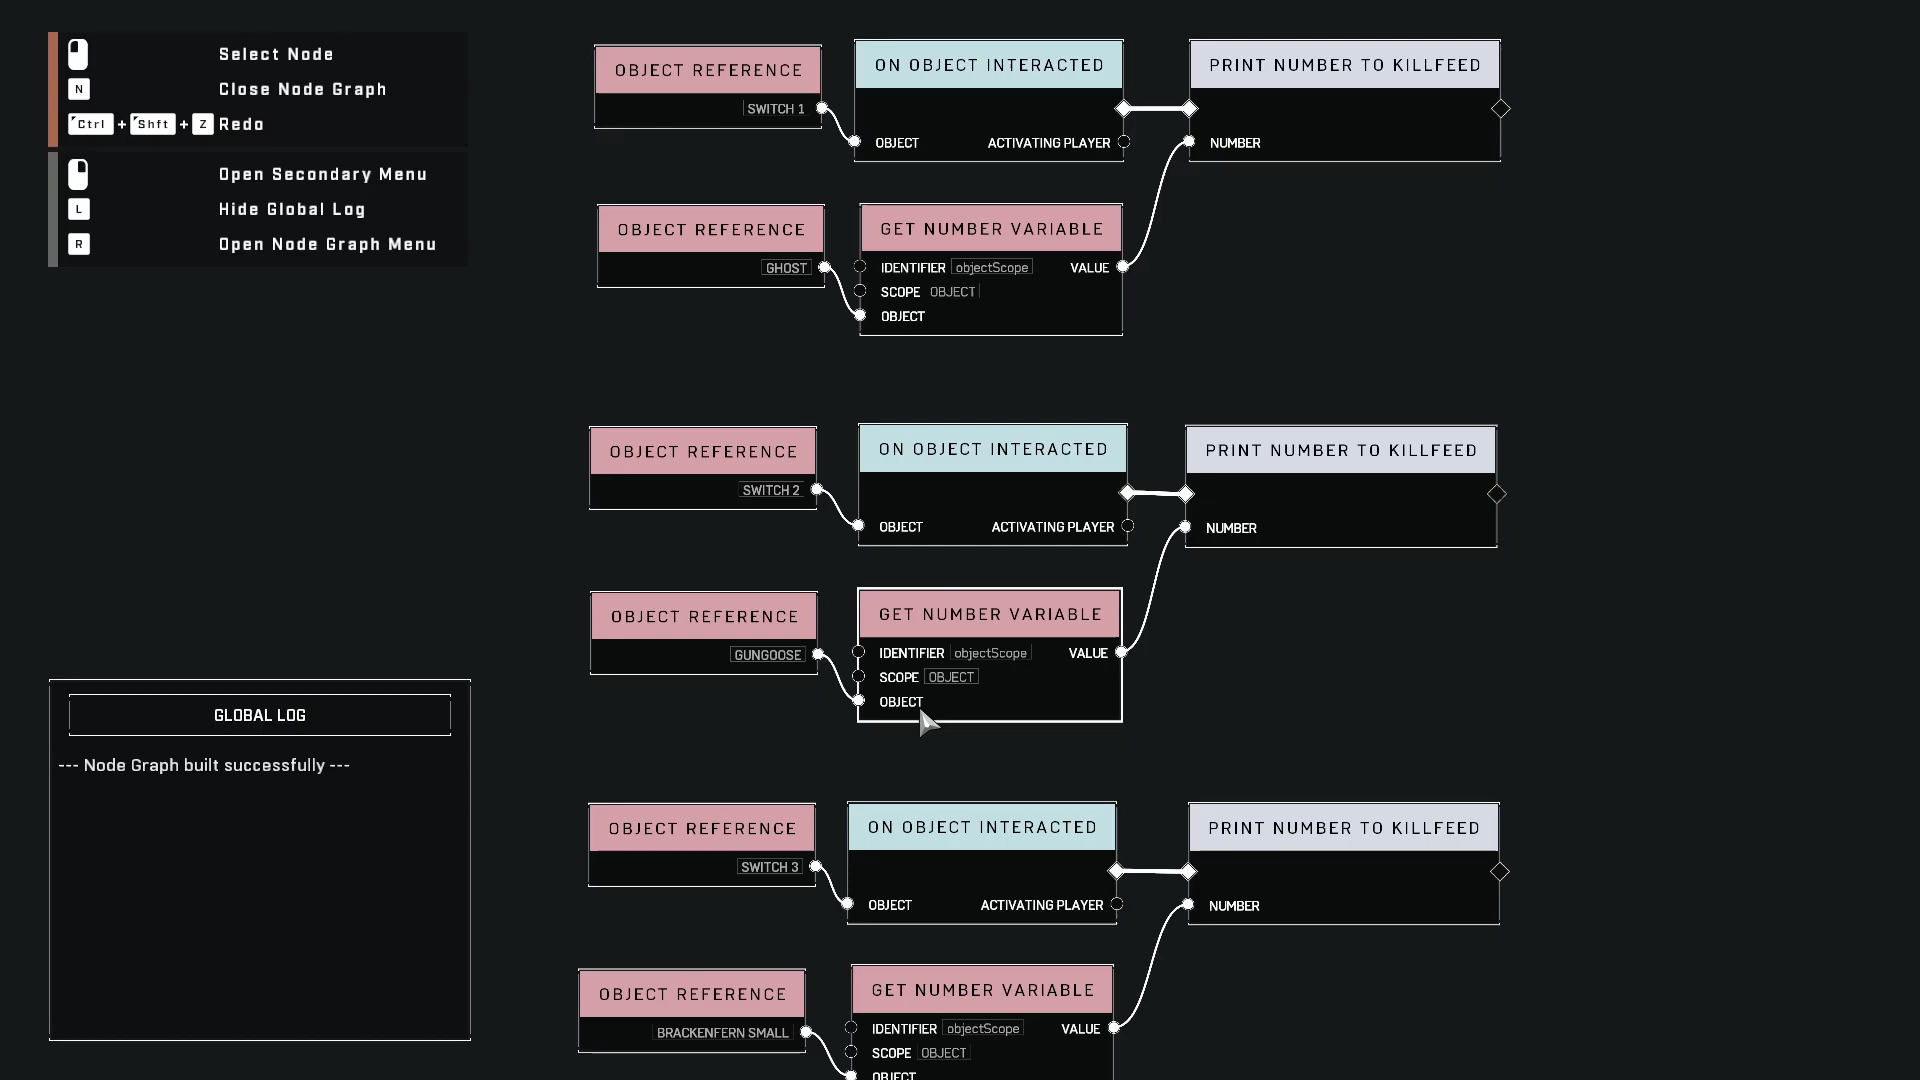 Select Node
N Close Node Graph
Ctrl + Shft + Z Redo
Open Secondary Menu
L Hide Global Log
R Open Node Graph Menu
GLOBAL LOG
--- Node Graph built successfully ---
OBJECT REFERENCE
SWITCH 1
ON OBJECT INTERACTED
OBJECT ACTIVATING PLAYER
PRINT NUMBER TO KILLFEED
NUMBER
OBJECT REFERENCE
GHOST
GET NUMBER VARIABLE
IDENTIFIER objectScope VALUE
SCOPE OBJECT
OBJECT
OBJECT REFERENCE
SWITCH 2
ON OBJECT INTERACTED
OBJECT ACTIVATING PLAYER
PRINT NUMBER TO KILLFEED
NUMBER
OBJECT REFERENCE
GUNGOOSE
GET NUMBER VARIABLE
IDENTIFIER objectScope VALUE
SCOPE OBJECT
OBJECT
OBJECT REFERENCE
SWITCH 3
ON OBJECT INTERACTED
OBJECT ACTIVATING PLAYER
PRINT NUMBER TO KILLFEED
NUMBER
OBJECT REFERENCE
BRACKENFERN SMALL
GET NUMBER VARIABLE
IDENTIFIER objectScope VALUE
SCOPE OBJECT
OBJECT